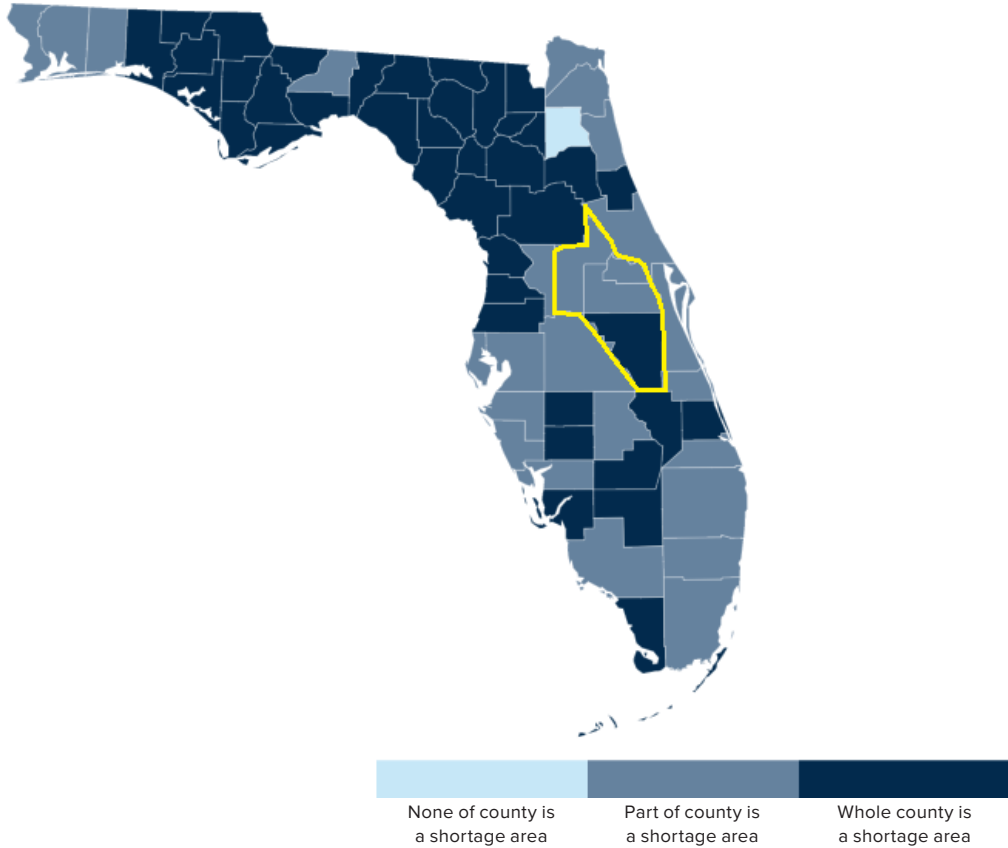 None of county is
a shortage area
Part of county is
a shortage area
Whole county is
a shortage area